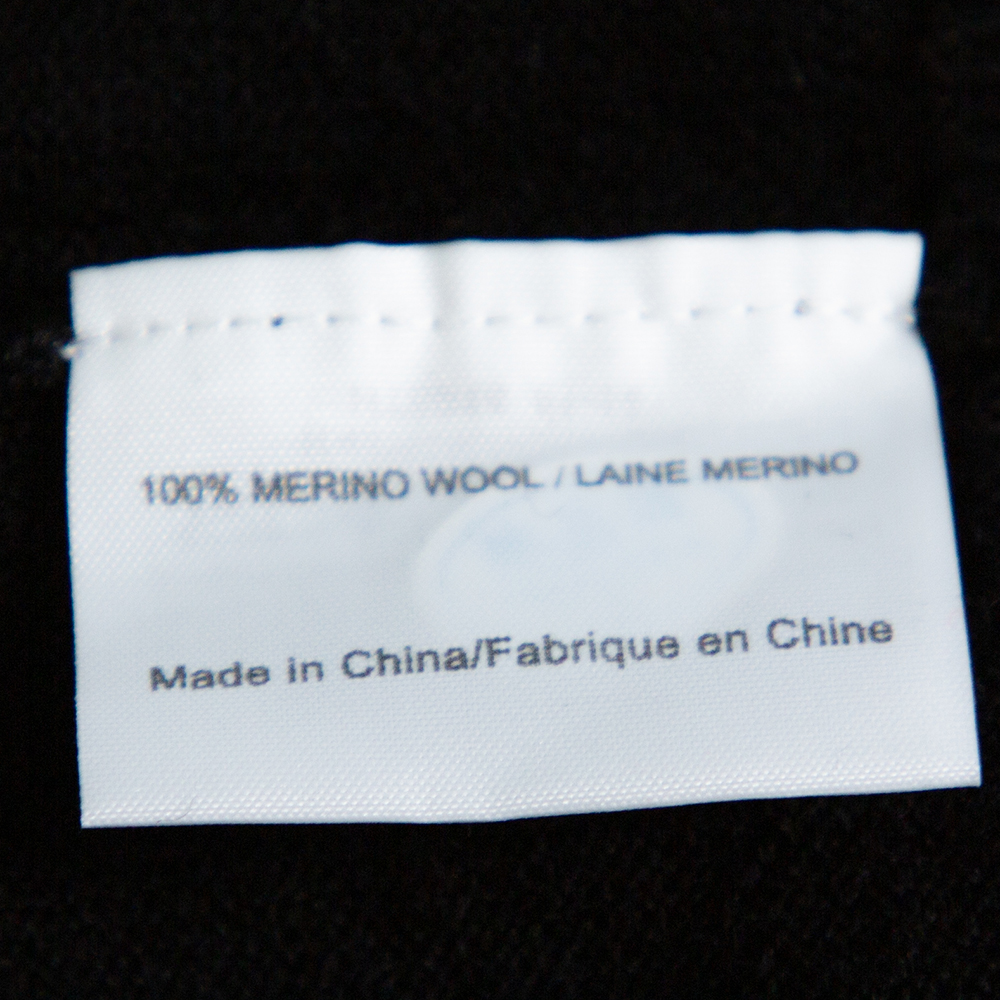 100% MERINO WOOL / LAINE MERINO
Made in China/Fabrique en Chine